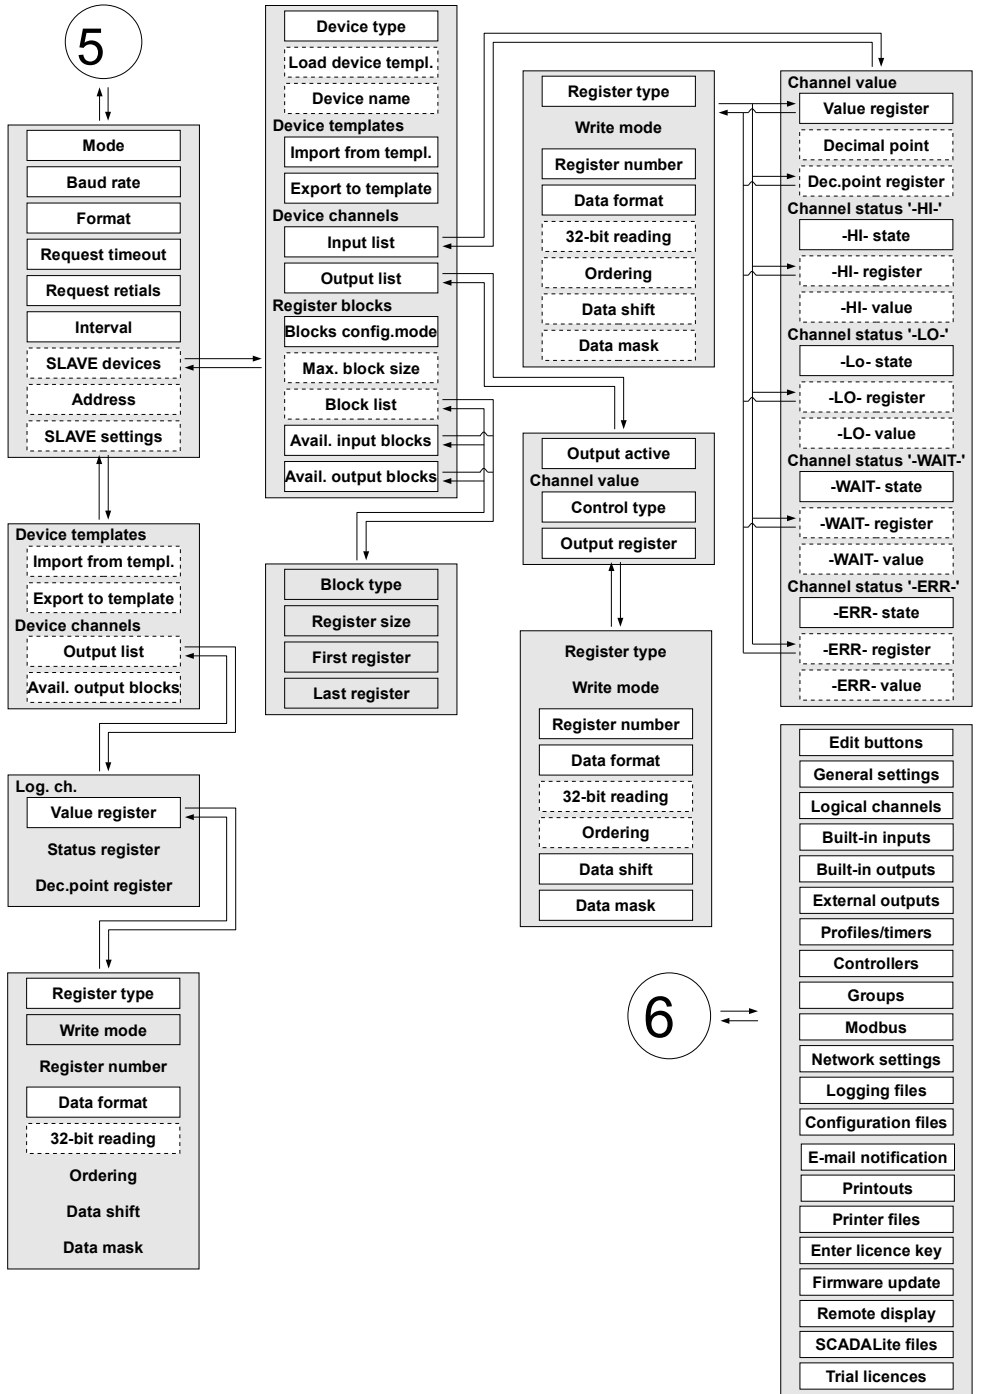 5
Mode
Baud rate
Format
Request timeout
Request retials
Interval
SLAVE devices
Address
SLAVE settings
Device templates
Import from templ.
Export to template
Device channels
Output list
Avail. output blocks
Log. ch.
Value register
Status register
Dec.point register
Register type
Write mode
Register number
Data format
32-bit reading
Ordering
Data shift
Data mask
Device type
Load device templ.
Device name
Device templates
Import from templ.
Export to template
Device channels
Input list
Output list
Register blocks
Blocks config.mode
Max. block size
Block list
Avail. input blocks
Avail. output blocks
Block type
Register size
First register
Last register
Register type
Write mode
Register number
Data format
32-bit reading
Ordering
Data shift
Data mask
Output active
Channel value
Control type
Output register
Register type
Write mode
Register number
Data format
32-bit reading
Ordering
Data shift
Data mask
Channel value
Value register
Decimal point
Dec.point register
Channel status '-HI-'
-HI- state
-HI- register
-HI- value
Channel status '-LO-'
-Lo- state
-LO- register
-LO- value
Channel status '-WAIT-'
-WAIT- state
-WAIT- register
-WAIT- value
Channel status '-ERR-'
-ERR- state
-ERR- register
-ERR- value
6
Edit buttons
General settings
Logical channels
Built-in inputs
Built-in outputs
External outputs
Profiles/timers
Controllers
Groups
Modbus
Network settings
Logging files
Configuration files
E-mail notification
Printouts
Printer files
Enter licence key
Firmware update
Remote display
SCADALite files
Trial licences